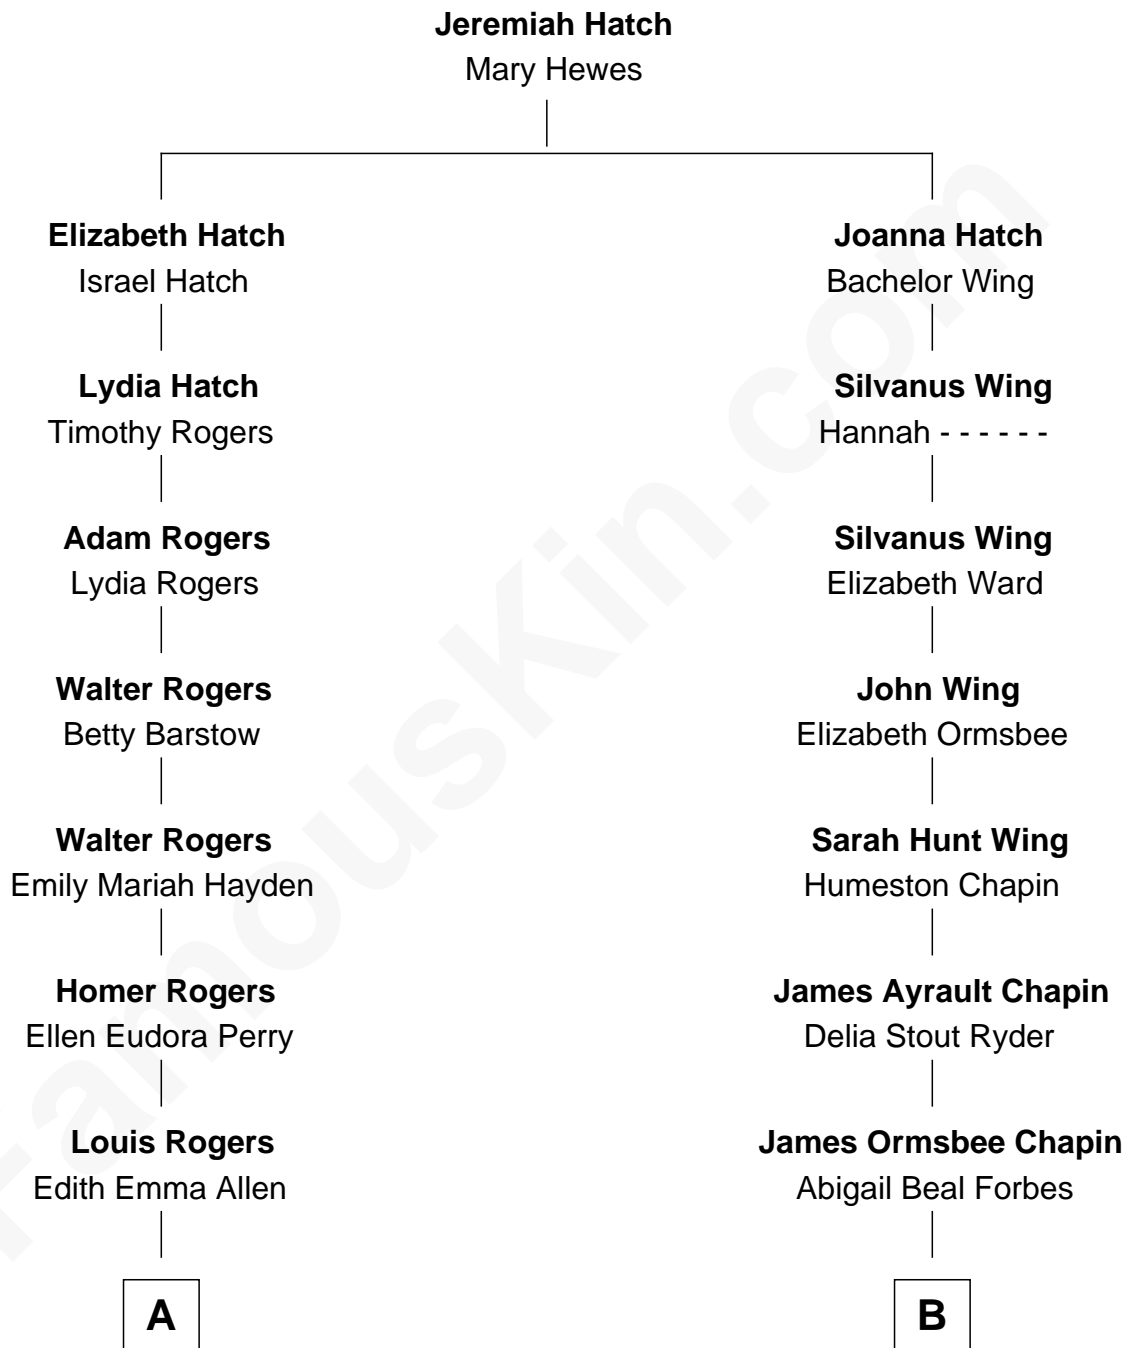 Jeremiah Hatch
Mary Hewes
Elizabeth Hatch
Israel Hatch
Joanna Hatch
Bachelor Wing
Lydia Hatch
Timothy Rogers
Silvanus Wing
Hannah - - - - - -
Adam Rogers
Lydia Rogers
Silvanus Wing
Elizabeth Ward
Walter Rogers
Betty Barstow
John Wing
Elizabeth Ormsbee
Walter Rogers
Emily Mariah Hayden
Sarah Hunt Wing
Humeston Chapin
Homer Rogers
Ellen Eudora Perry
James Ayrault Chapin
Delia Stout Ryder
Louis Rogers
Edith Emma Allen
James Ormsbee Chapin
Abigail Beal Forbes
A
B
FamousKin.com